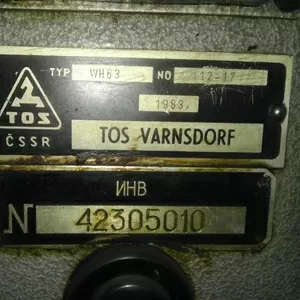 TYP WH63 NO 112-17
1983.
TOS
ČSSR
TOS VARNSDORF
ИНВ
N 42305010